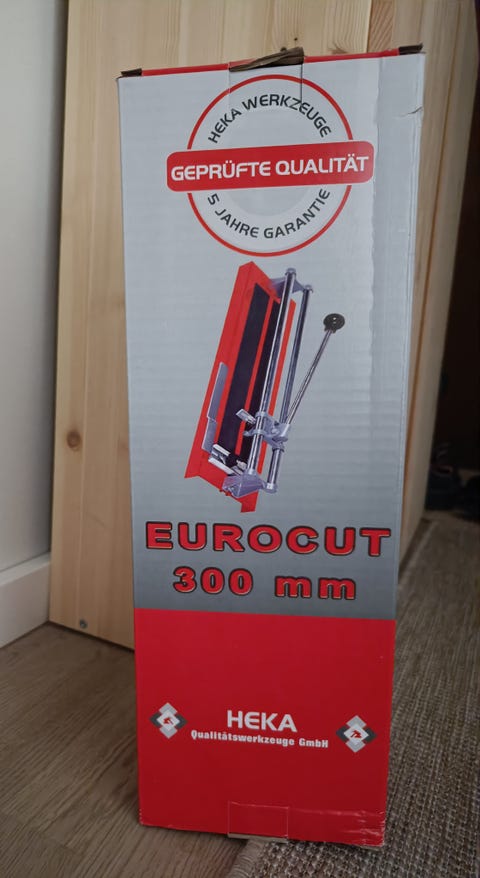 HEKA WERKZEUGE
GEPRÜFTE QUALITÄT
5 JAHRE GARANTIE
EUROCUT
300 mm
HEKA
Qualitätswerkzeuge GmbH